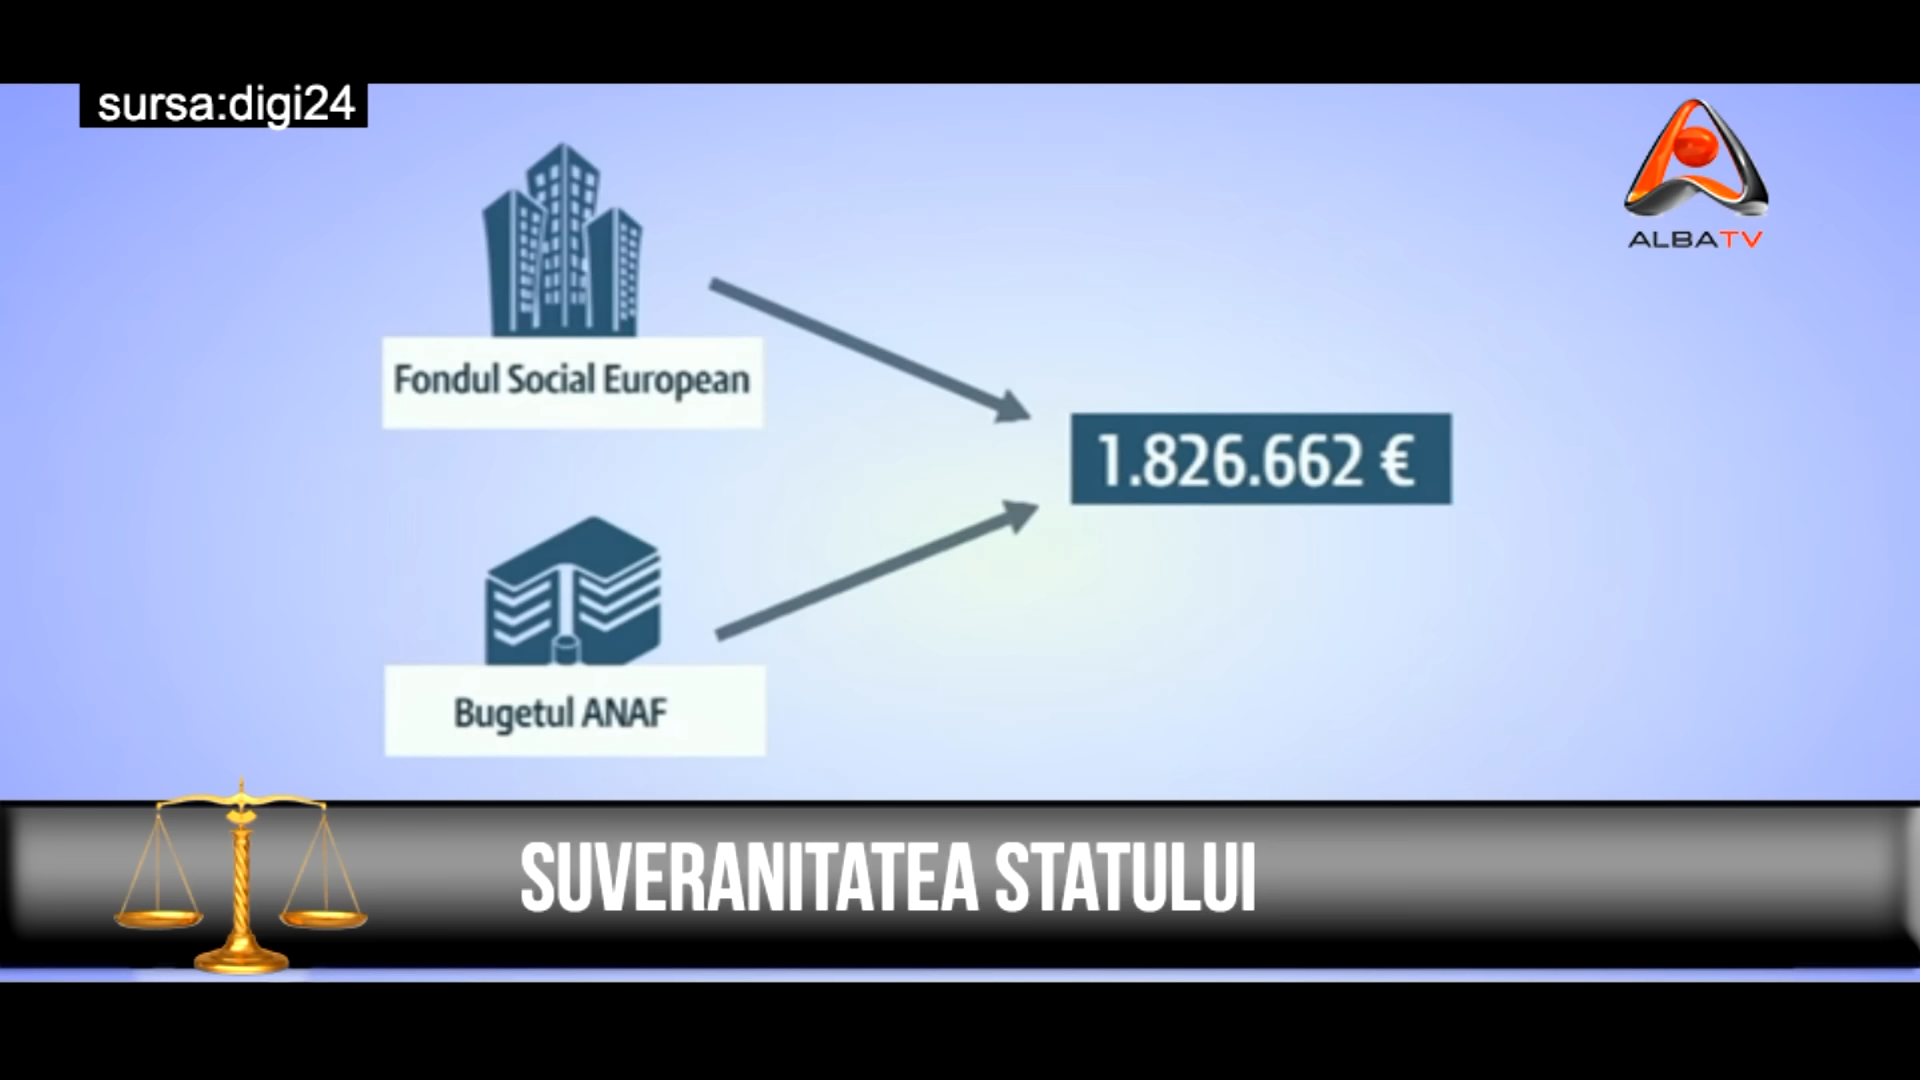 sursa:digi24
ALBATV
Fondul Social European
1.826.662 €
Bugetul ANAF
SUVERANITATEA STATULUI